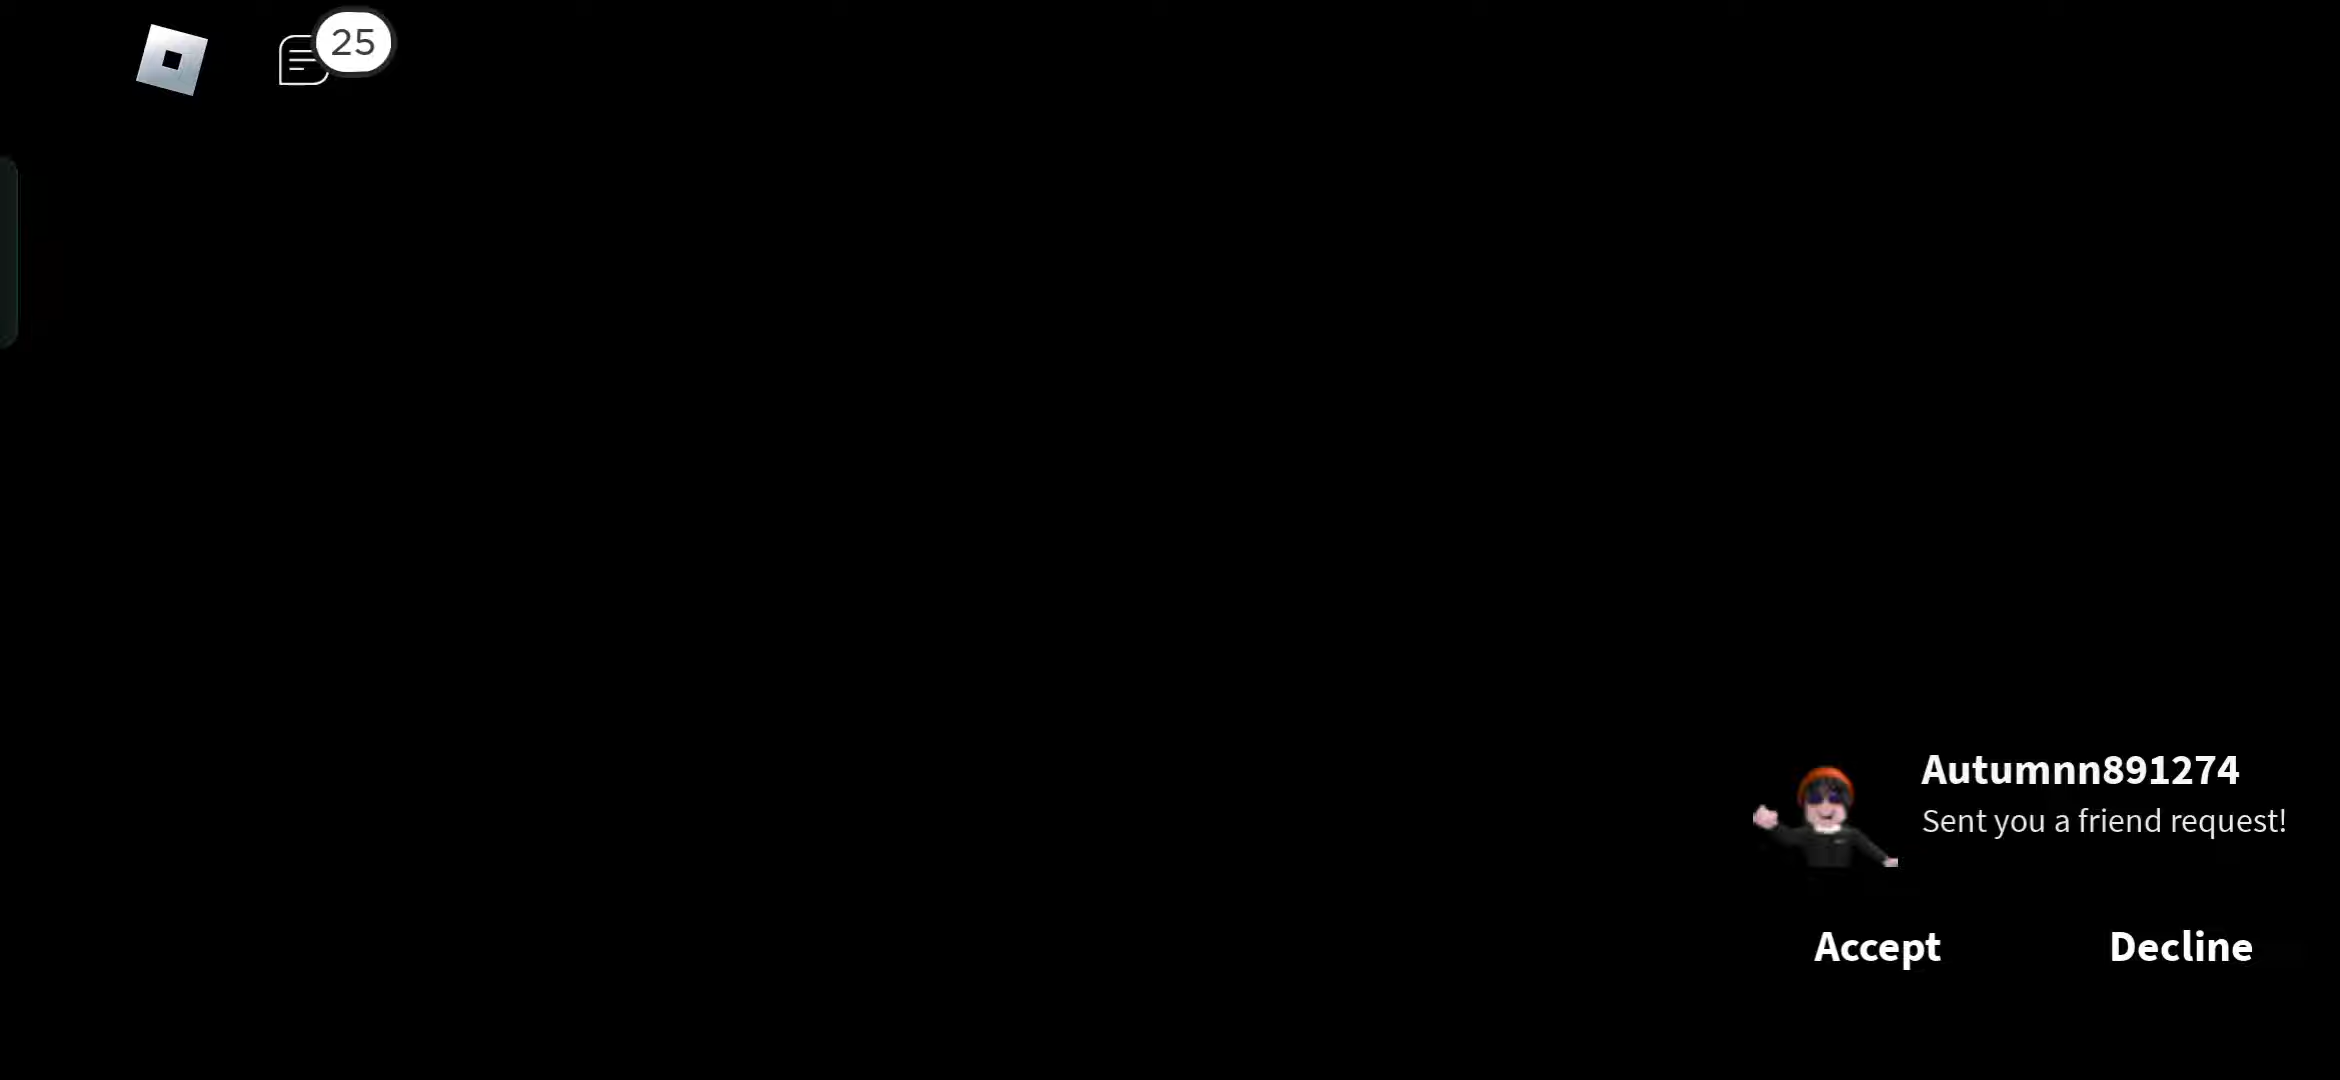 25
Autumnn891274
Sent you a friend request!
Accept
Decline